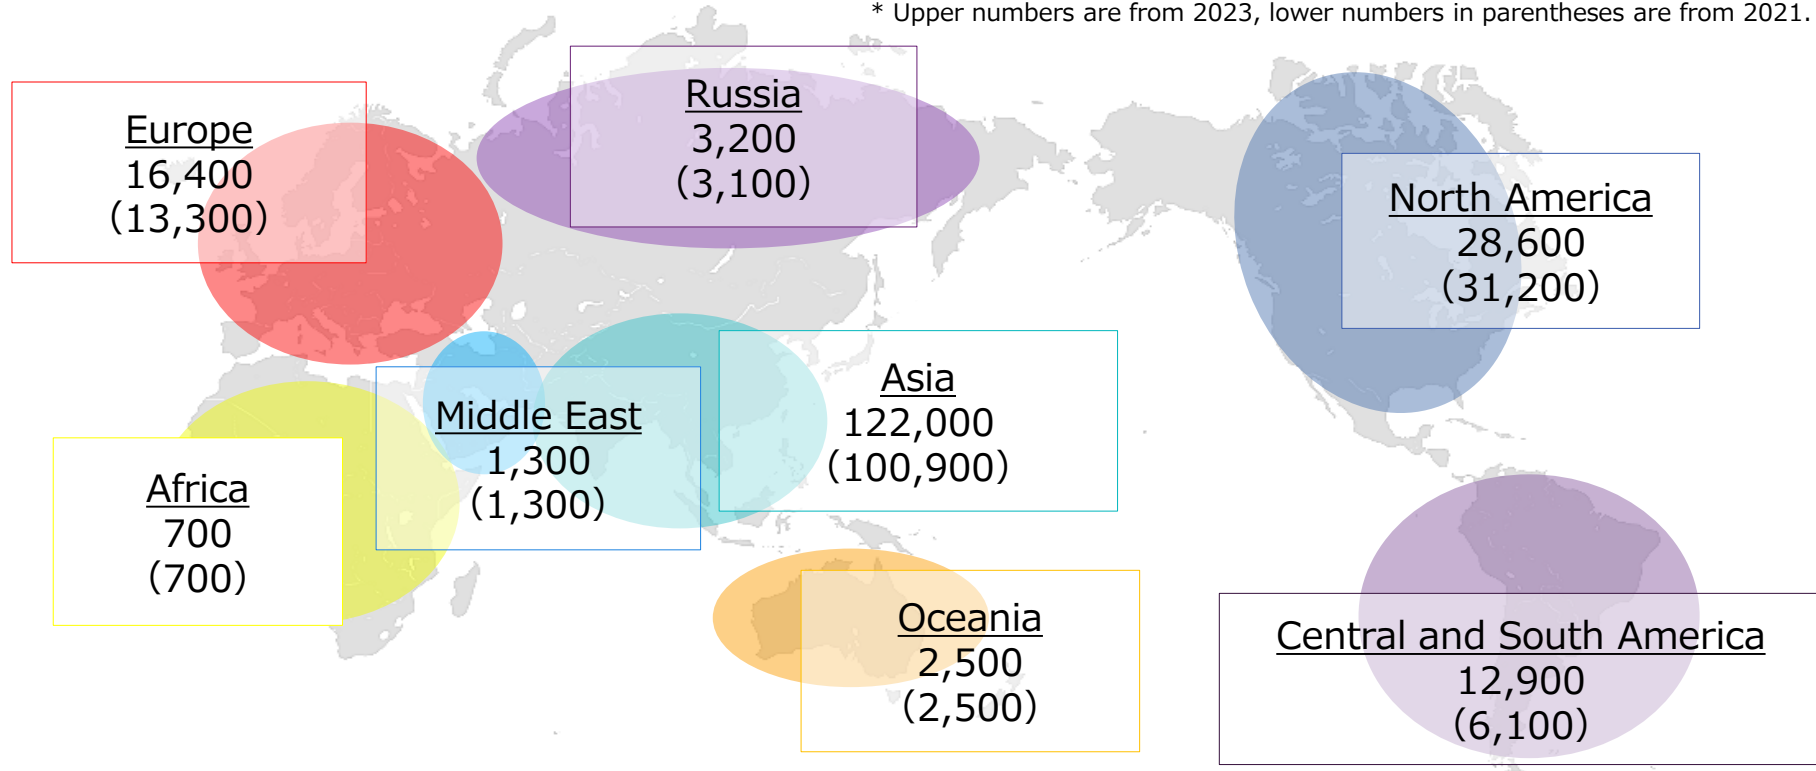 * Upper numbers are from 2023, lower numbers in parentheses are from 2021.
Russia
3,200
(3,100)
Europe
16,400
(13,300)
North America
28,600
(31,200)
Asia
122,000
(100,900)
Middle East
1,300
(1,300)
Africa
700
(700)
Oceania
2,500
(2,500)
Central and South America
12,900
(6,100)